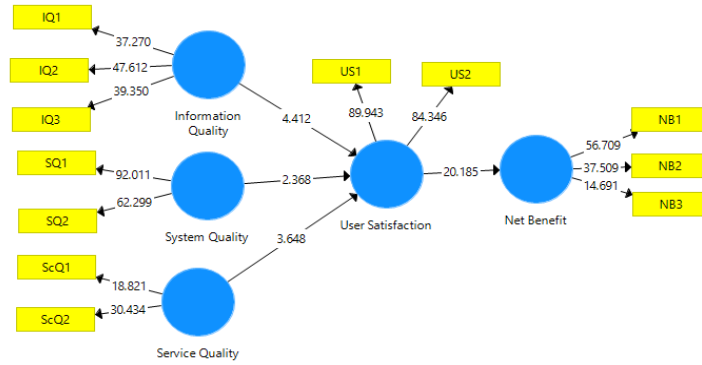 IQ1
37.270
IQ2
47.612
IQ3
39.350
Information
Quality
4.412
SQ1
92.011
SQ2
62.299
System Quality
2.368
ScQ1
18.821
ScQ2
30.434
Service Quality
3.648
US1
US2
89.943
84.346
User Satisfaction
20.185
Net Benefit
56.709
NB1
37.509
NB2
14.691
NB3